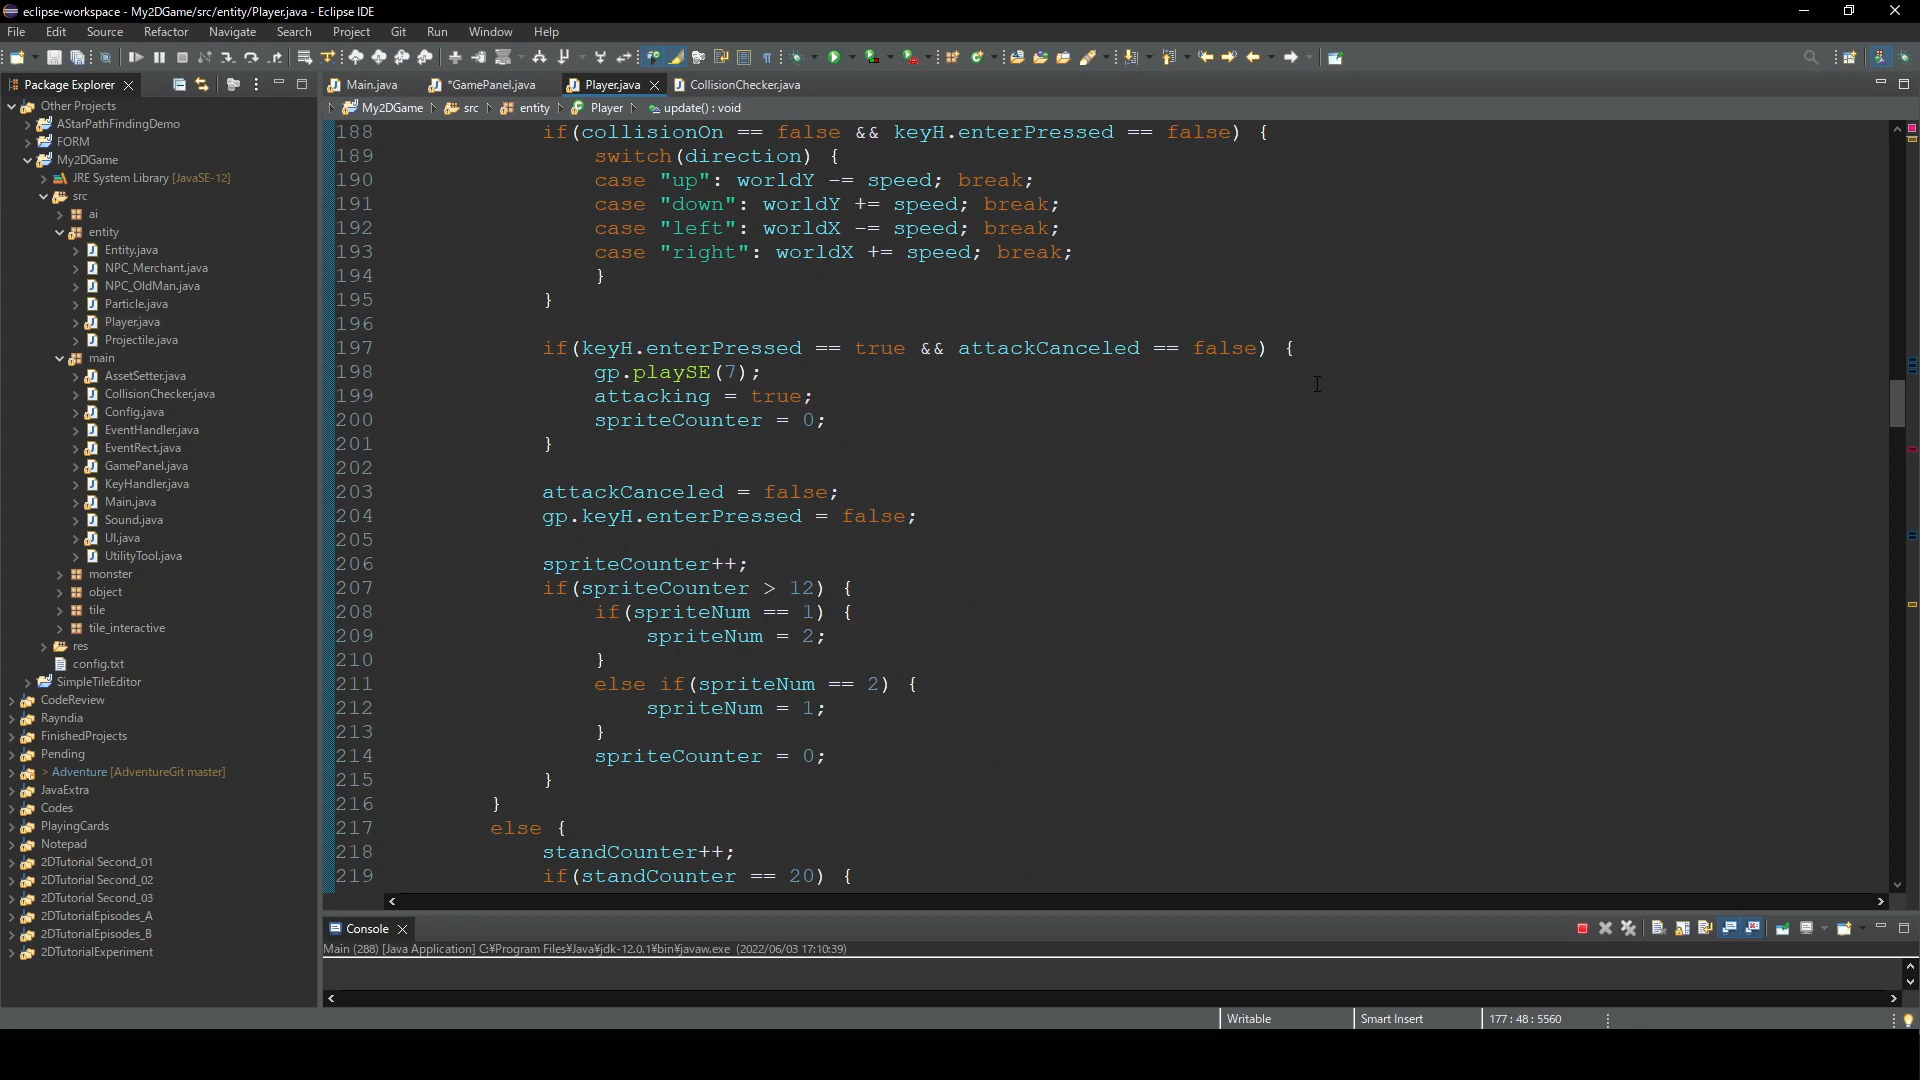 eclipse-workspace - My2DGame/src/entity/Player.java - Eclipse IDE
File Edit Source Refactor Navigate Search Project Git Run Window Help
Package Explorer
Main.java *GamePanel.java Player.java CollisionChecker.java
My2DGame src entity Player update() : void
Other Projects
AStarPathFindingDemo
FORM
My2DGame
JRE System Library [JavaSE-12]
src
ai
entity
Entity.java
NPC_Merchant.java
NPC_OldMan.java
Particle.java
Player.java
Projectile.java
main
AssetSetter.java
CollisionChecker.java
Config.java
EventHandler.java
EventRect.java
GamePanel.java
KeyHandler.java
Main.java
Sound.java
UI.java
UtilityTool.java
monster
object
tile
tile_interactive
res
config.txt
SimpleTileEditor
CodeReview
Rayndia
FinishedProjects
Pending
> Adventure [AdventureGit master]
JavaExtra
Codes
PlayingCards
Notepad
2DTutorial Second_01
2DTutorial Second_02
2DTutorial Second_03
2DTutorialEpisodes_A
2DTutorialEpisodes_B
2DTutorialExperiment
188 if(collisionOn == false && keyH.enterPressed == false) {
189 switch(direction) {
190 case "up": worldY -= speed; break;
191 case "down": worldY += speed; break;
192 case "left": worldX -= speed; break;
193 case "right": worldX += speed; break;
194 }
195 }
196
197 if(keyH.enterPressed == true && attackCanceled == false) {
198 gp.playSE(7);
199 attacking = true;
200 spriteCounter = 0;
201 }
202
203 attackCanceled = false;
204 gp.keyH.enterPressed = false;
205
206 spriteCounter++;
207 if(spriteCounter > 12) {
208 if(spriteNum == 1) {
209 spriteNum = 2;
210 }
211 else if(spriteNum == 2) {
212 spriteNum = 1;
213 }
214 spriteCounter = 0;
215 }
216 }
217 else {
218 standCounter++;
219 if(standCounter == 20) {
Console
Main (288) [Java Application] C:¥Program Files¥Java¥jdk-12.0.1¥bin¥javaw.exe (2022/06/03 17:10:39)
Writable Smart Insert 177 : 48 : 5560